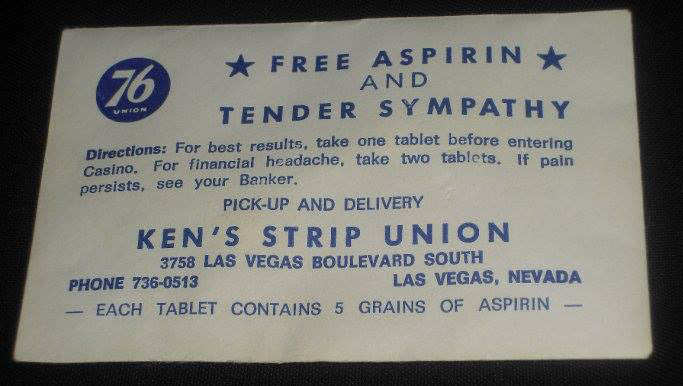 76
UNION
★ FREE ASPIRIN ★
AND
TENDER SYMPATHY
Directions: For best results, take one tablet before entering
Casino. For financial headache, take two tablets. If pain
persists, see your Banker.
PICK-UP AND DELIVERY
KEN'S STRIP UNION
3758 LAS VEGAS BOULEVARD SOUTH
PHONE 736-0513 LAS VEGAS, NEVADA
— EACH TABLET CONTAINS 5 GRAINS OF ASPIRIN —